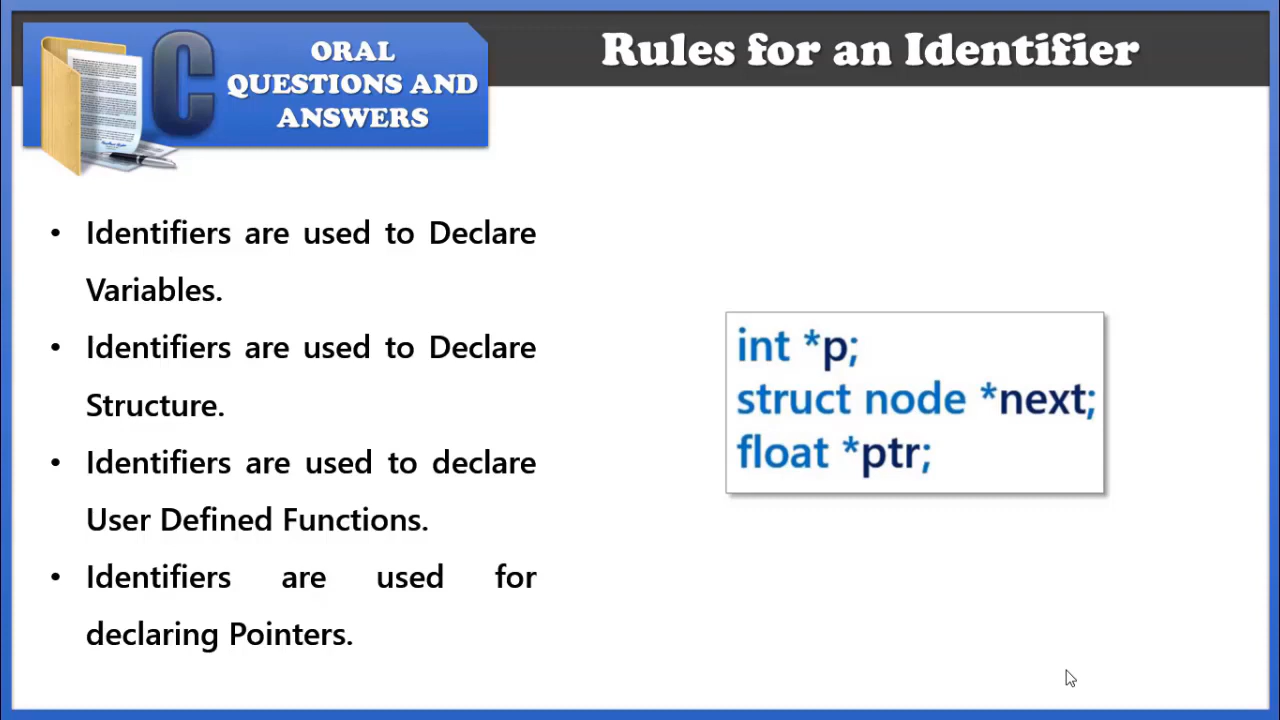 C
ORAL
QUESTIONS AND
ANSWERS
Rules for an Identifier
• Identifiers are used to Declare
Variables.
• Identifiers are used to Declare
Structure.
• Identifiers are used to declare
User Defined Functions.
• Identifiers are used for
declaring Pointers.
int *p;
struct node *next;
float *ptr;